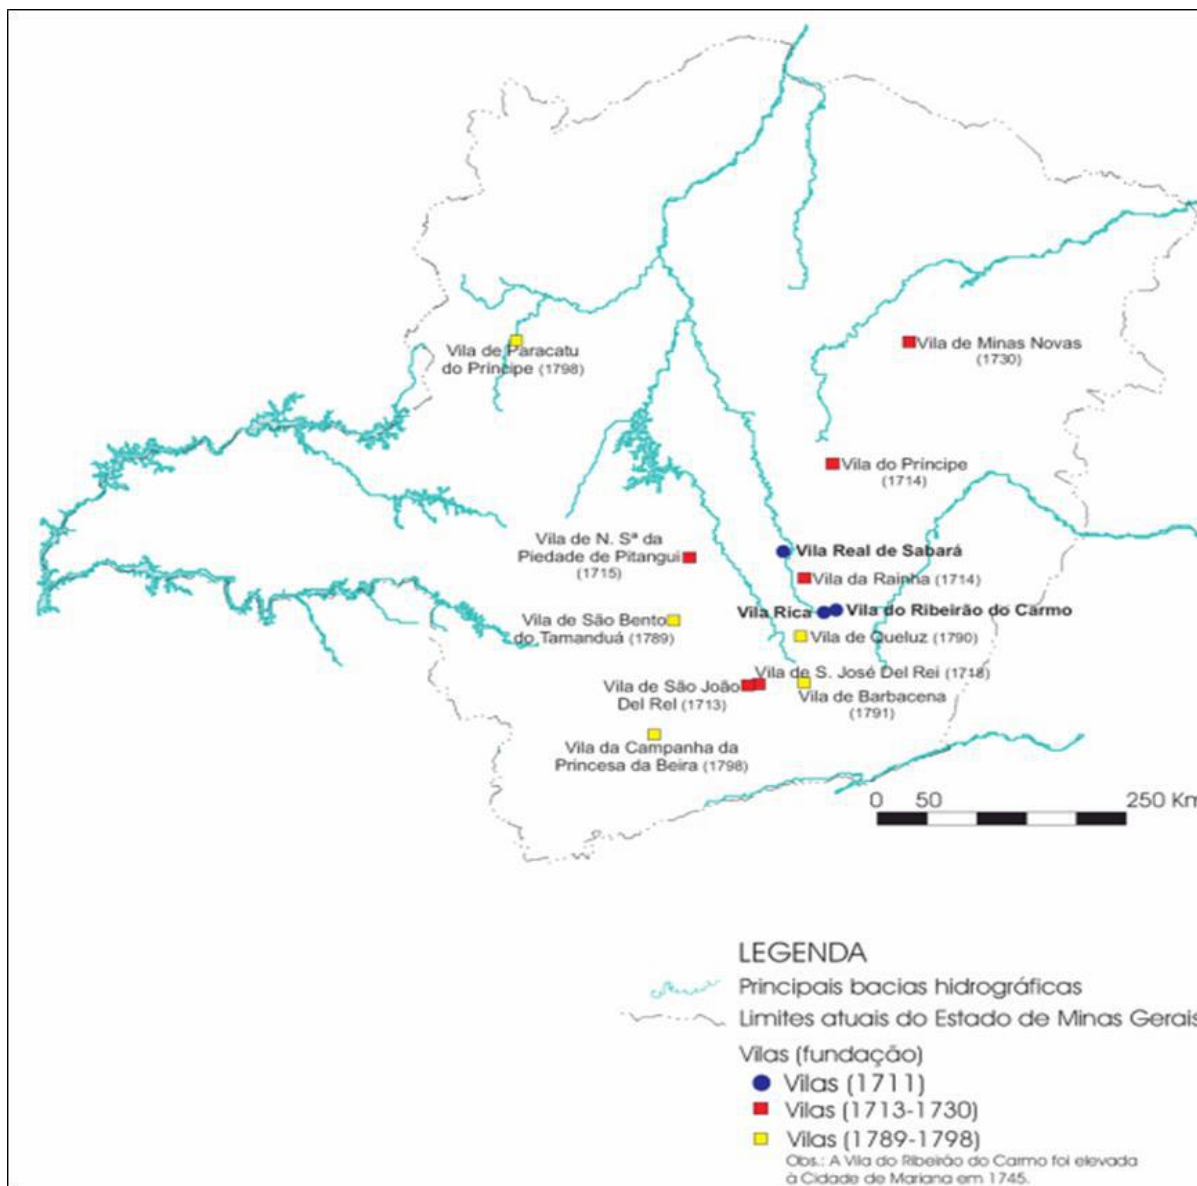 Vila de Paracatu
do Príncipe (1798)
Vila de Minas Novas
(1730)
Vila do Príncipe
(1714)
Vila de N. Sª da
Piedade de Pitangui
(1715)
Vila Real de Sabará
Vila da Rainha (1714)
Vila Rica
Vila do Ribeirão do Carmo
Vila de São Bento
do Tamanduá (1789)
Vila de Queluz (1790)
Vila de S. José Del Rei (1718)
Vila de São João
Del Rel (1713)
Vila de Barbacena
(1791)
Vila da Campanha da
Princesa da Beira (1798)
0 50 250 Km
LEGENDA
Principais bacias hidrográficas
Limites atuais do Estado de Minas Gerais
Vilas (fundação)
Vilas (1711)
Vilas (1713-1730)
Vilas (1789-1798)
Obs.: A Vila do Ribeirão do Carmo foi elevada
à Cidade de Mariana em 1745.